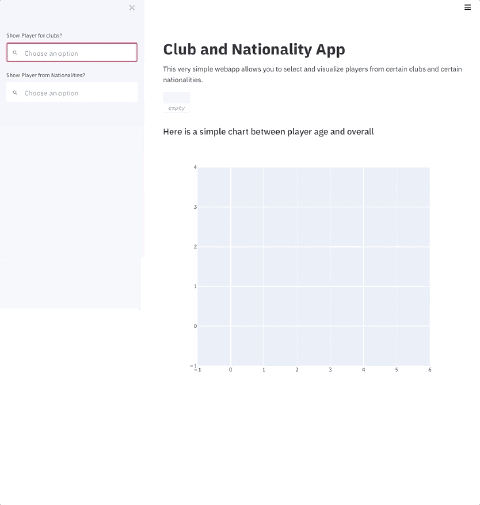 Show Player for clubs?
Choose an option
Show Player from Nationalities?
Choose an option
Club and Nationality App
This very simple webapp allows you to select and visualize players from certain clubs and certain
nationalities.
empty
Here is a simple chart between player age and overall
4
3
2
1
0
−1
−1 0 1 2 3 4 5 6